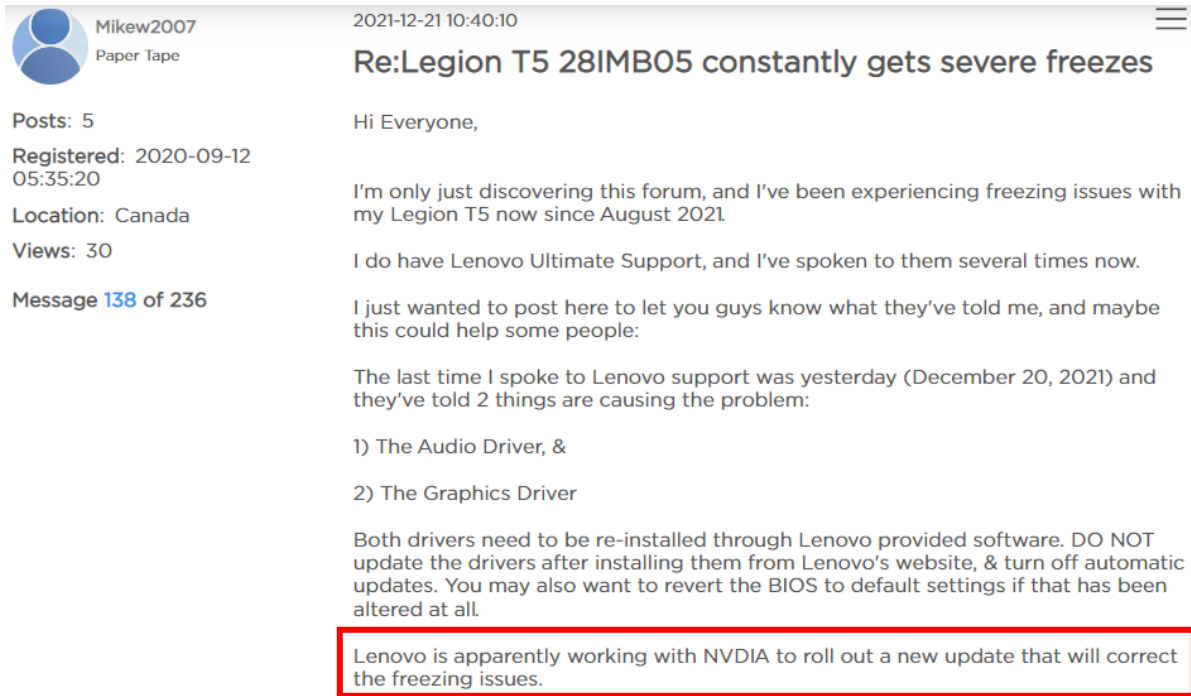 Mikew2007
Paper Tape
Posts: 5
Registered: 2020-09-12
05:35:20
Location: Canada
Views: 30
Message 138 of 236
2021-12-21 10:40:10
Re:Legion T5 28IMB05 constantly gets severe freezes
Hi Everyone,
I'm only just discovering this forum, and I've been experiencing freezing issues with
my Legion T5 now since August 2021.
I do have Lenovo Ultimate Support, and I've spoken to them several times now.
I just wanted to post here to let you guys know what they've told me, and maybe
this could help some people:
The last time I spoke to Lenovo support was yesterday (December 20, 2021) and
they've told 2 things are causing the problem:
1) The Audio Driver, &
2) The Graphics Driver
Both drivers need to be re-installed through Lenovo provided software. DO NOT
update the drivers after installing them from Lenovo's website, & turn off automatic
updates. You may also want to revert the BIOS to default settings if that has been
altered at all.
Lenovo is apparently working with NVDIA to roll out a new update that will correct
the freezing issues.